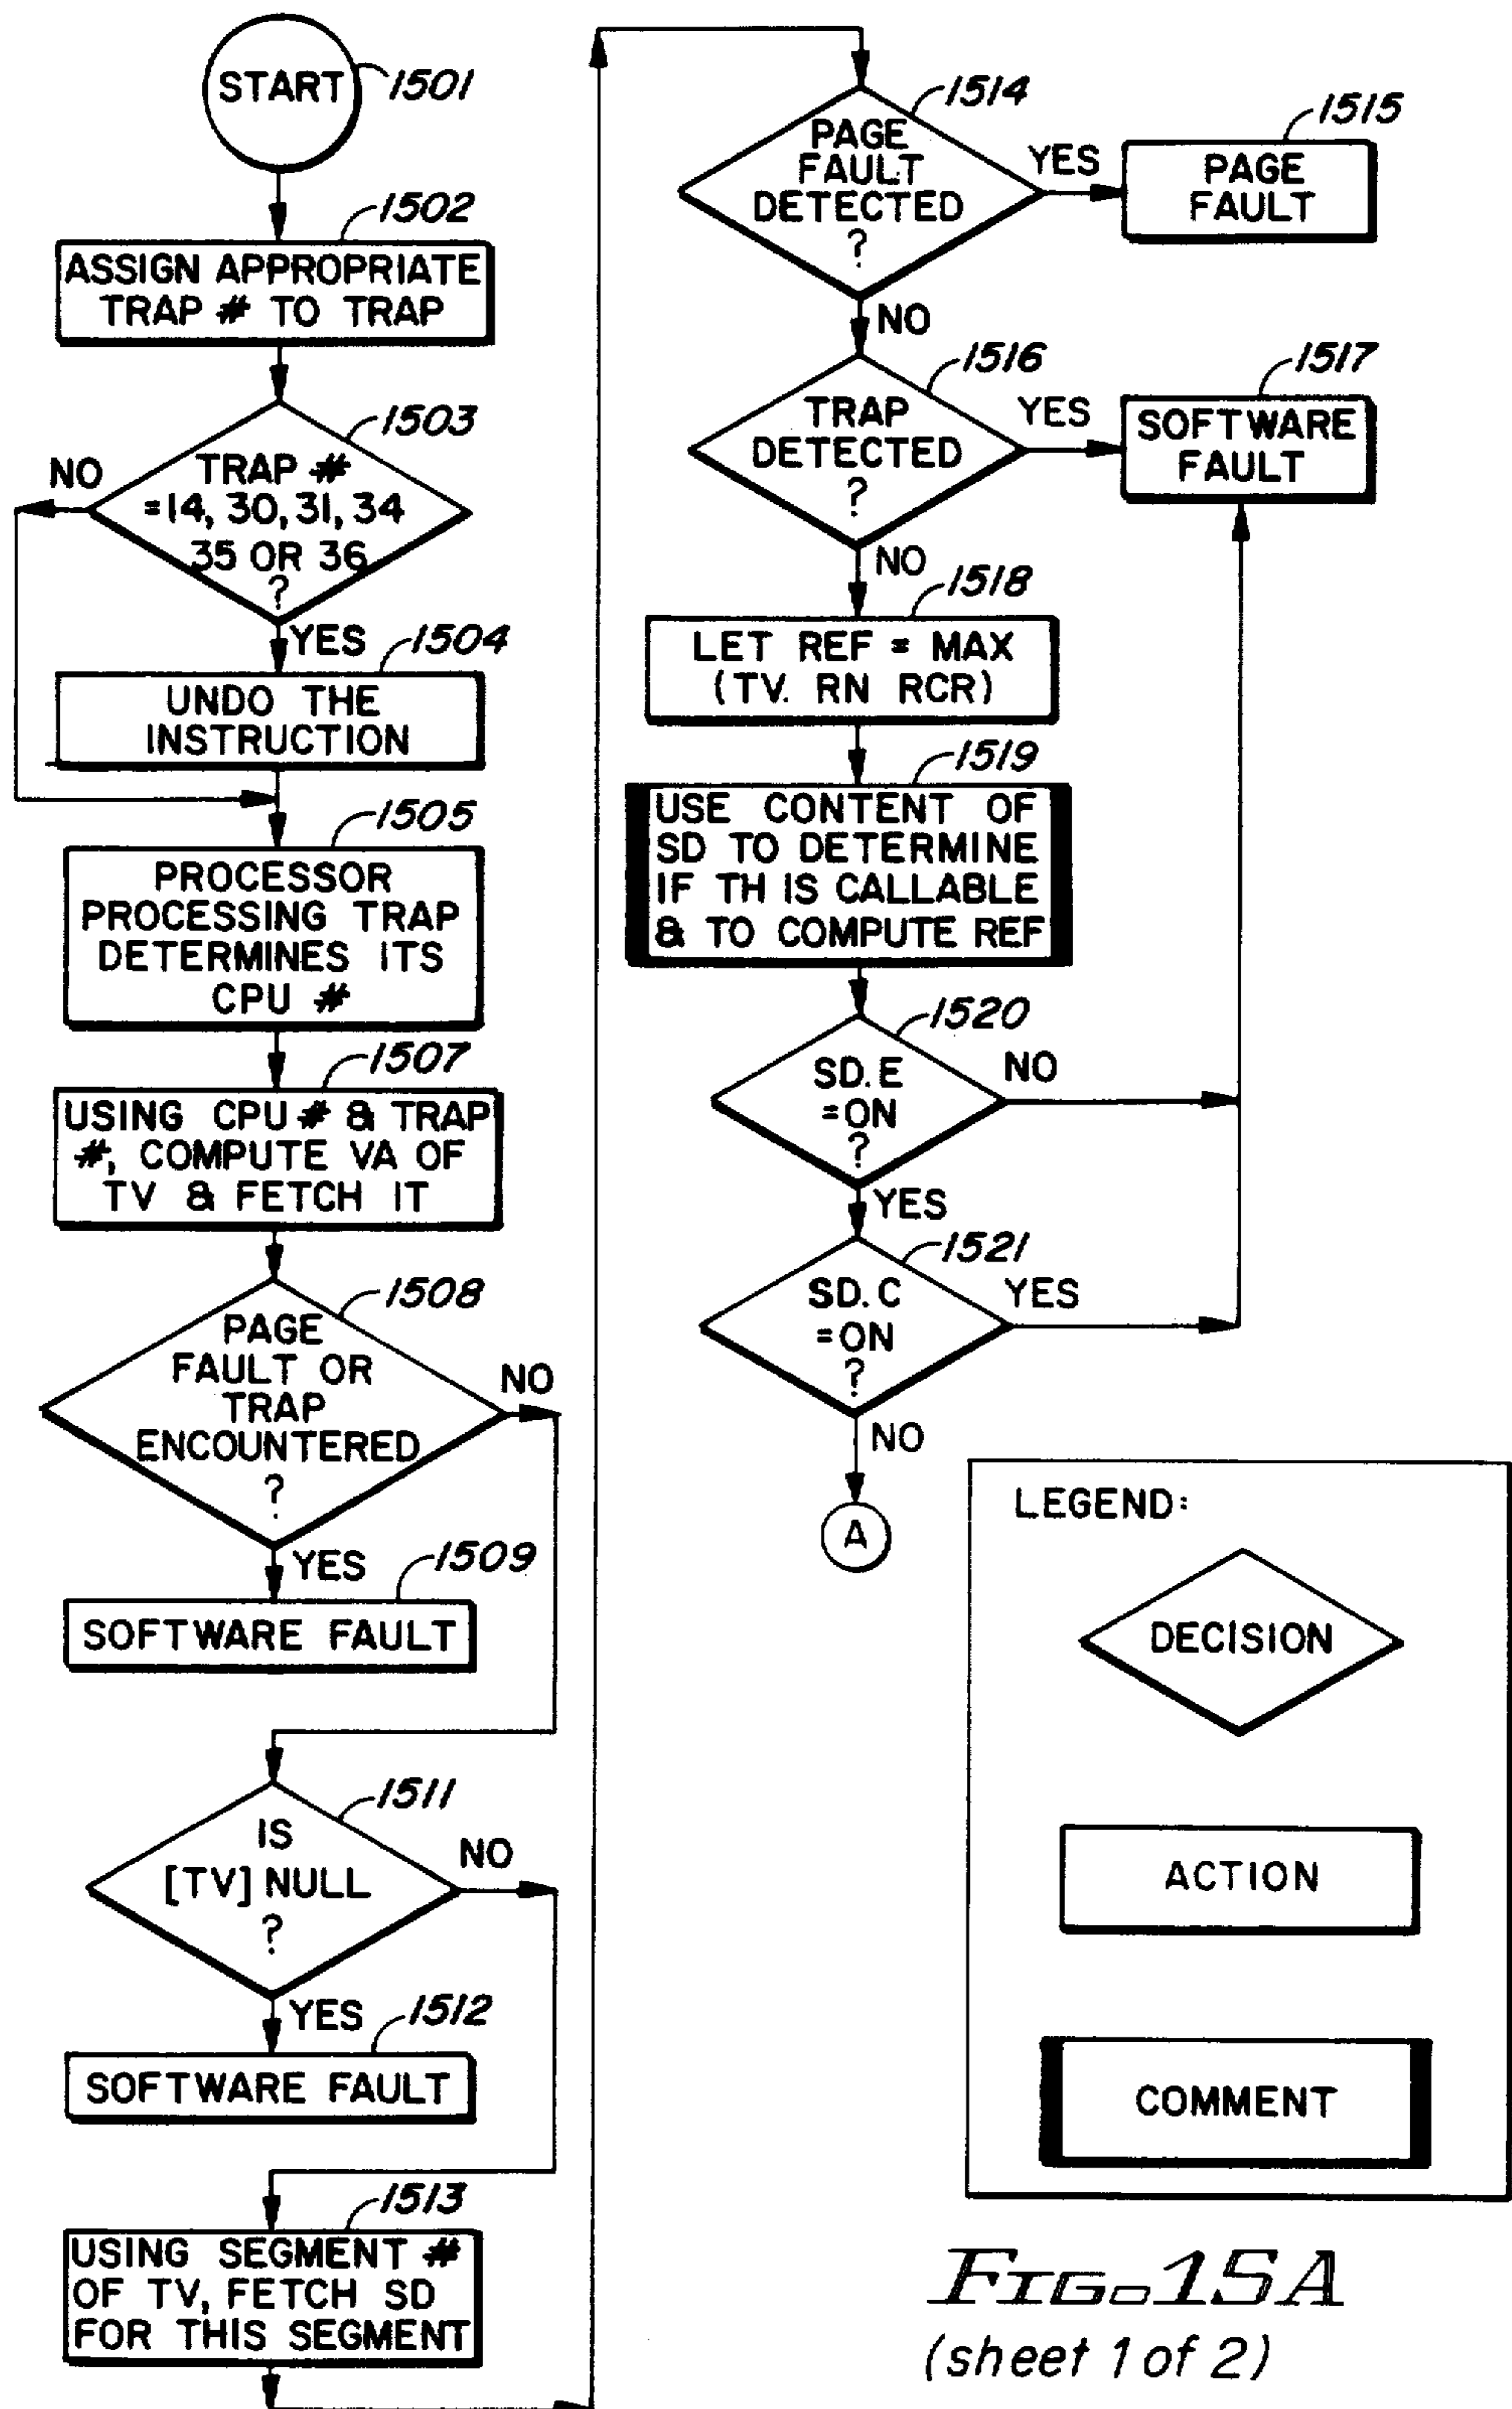 START
1501
1502
ASSIGN APPROPRIATE
TRAP # TO TRAP
1503
TRAP #
=14, 30, 31, 34
35 OR 36
?
NO
YES
1504
UNDO THE
INSTRUCTION
1505
PROCESSOR
PROCESSING TRAP
DETERMINES ITS
CPU #
1507
USING CPU # & TRAP
#, COMPUTE VA OF
TV & FETCH IT
1508
PAGE
FAULT OR
TRAP
ENCOUNTERED
?
NO
YES
1509
SOFTWARE FAULT
1511
IS
[TV] NULL
?
NO
YES
1512
SOFTWARE FAULT
1513
USING SEGMENT #
OF TV, FETCH SD
FOR THIS SEGMENT
1514
PAGE
FAULT
DETECTED
?
YES
1515
PAGE
FAULT
NO
1516
TRAP
DETECTED
?
YES
1517
SOFTWARE
FAULT
NO
1518
LET REF = MAX
(TV. RN RCR)
1519
USE CONTENT OF
SD TO DETERMINE
IF TH IS CALLABLE
& TO COMPUTE REF
1520
SD. E
=ON
?
NO
YES
1521
SD. C
=ON
?
YES
NO
A
LEGEND:
DECISION
ACTION
COMMENT
FIG. 15A
(sheet 1 of 2)